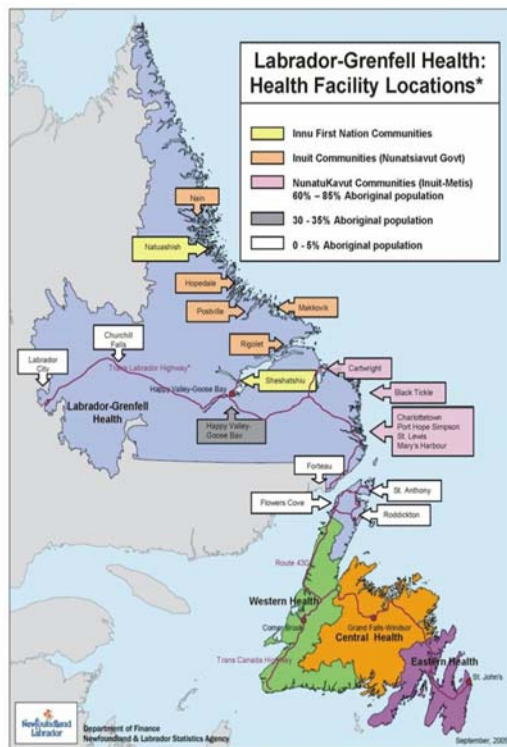 Labrador-Grenfell Health:
Health Facility Locations*
Innu First Nation Communities
Inuit Communities (Nunatsiavut Govt)
NunatuKavut Communities (Inuit-Metis)
60% – 85% Aboriginal population
30 - 35% Aboriginal population
0 - 5% Aboriginal population
Nain
Natuashish
Hopedale
Postville
Makkovik
Rigolet
Churchill
Falls
Labrador
City
Trans Labrador Highway*
Cartwright
Sheshatshiu
Happy Valley-Goose Bay
Black Tickle
Labrador-Grenfell
Health
Happy Valley-
Goose Bay
Charlottetown
Port Hope Simpson
St. Lewis
Mary's Harbour
Forteau
St. Anthony
Flowers Cove
Roddickton
Route 430
Western Health
Corner Brook
Grand Falls-Windsor
Central Health
Trans Canada Highway
Eastern Health
St. John's
Newfoundland
Labrador
Department of Finance
Newfoundland & Labrador Statistics Agency